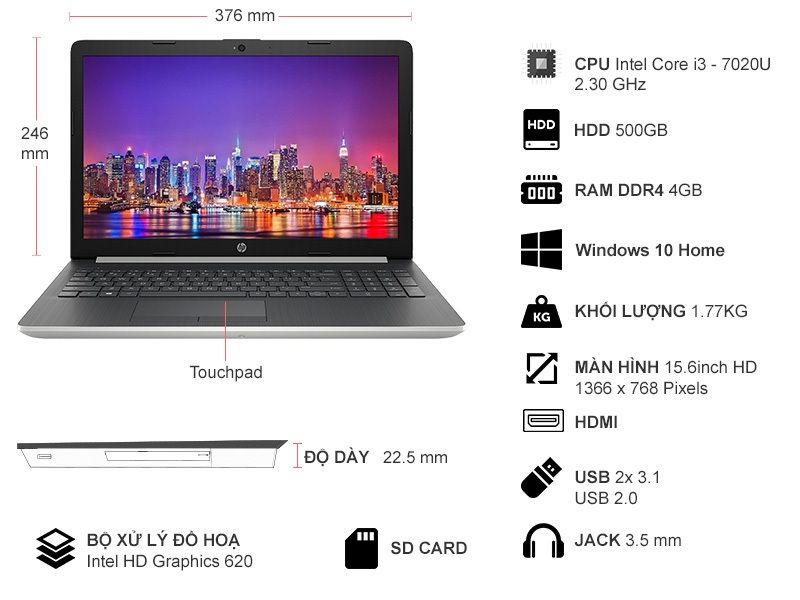 376 mm
246
mm
hp
Touchpad
ĐỘ DÀY 22.5 mm
BỘ XỬ LÝ ĐỒ HOẠ
Intel HD Graphics 620
SD CARD
CPU Intel Core i3 - 7020U
2.30 GHz
HDD
HDD 500GB
RAM DDR4 4GB
Windows 10 Home
KG
KHỐI LƯỢNG 1.77KG
MÀN HÌNH 15.6inch HD
1366 x 768 Pixels
HDMI
USB 2x 3.1
USB 2.0
JACK 3.5 mm